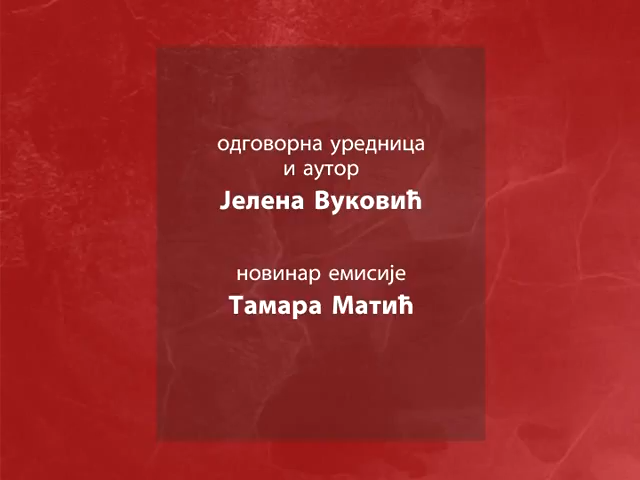 одговорна уредница
и аутор
Јелена Вуковић
новинар емисије
Тамара Матић